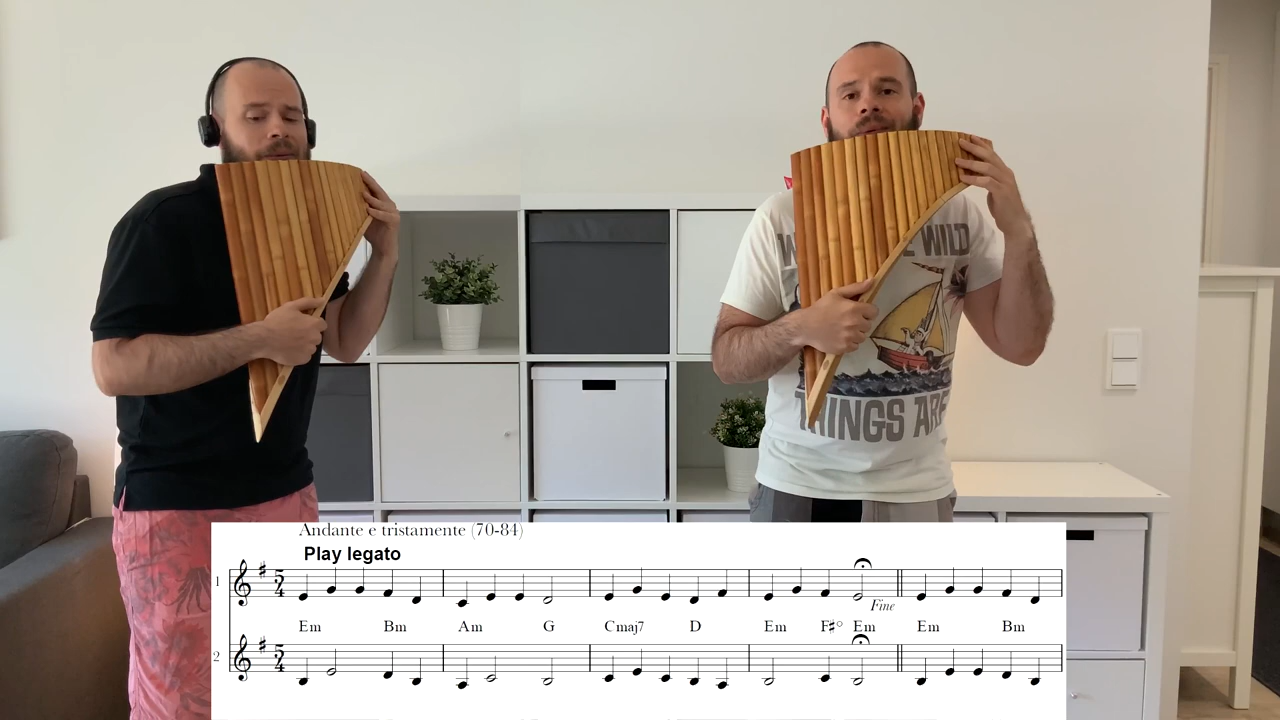 W E WILD
THINGS ARE
Andante e tristamente (70-84)
Play legato
1
5
4
Fine
Em Bm Am G Cmaj7 D Em F♯° Em Em Bm
2
5
4